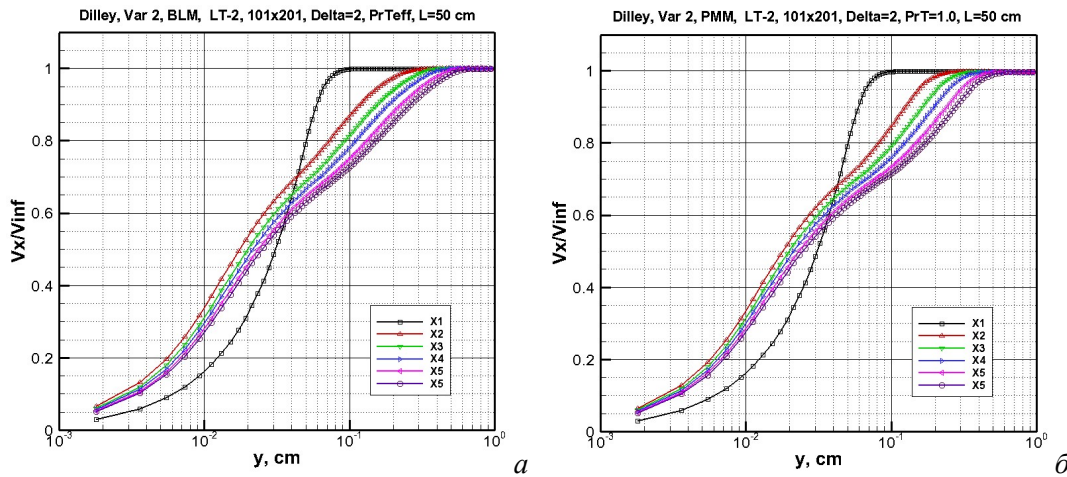 Dilley, Var 2, BLM, LT-2, 101x201, Delta=2, PrTeff, L=50 cm
Vx/Vinf
1
0.8
0.6
0.4
0.2
0
X1
X2
X3
X4
X5
X5
10-3
10-2
10-1
100
y, cm
а
Dilley, Var 2, PMM, LT-2, 101x201, Delta=2, PrT=1.0, L=50 cm
Vx/Vinf
1
0.8
0.6
0.4
0.2
0
X1
X2
X3
X4
X5
X5
10-3
10-2
10-1
100
y, cm
б